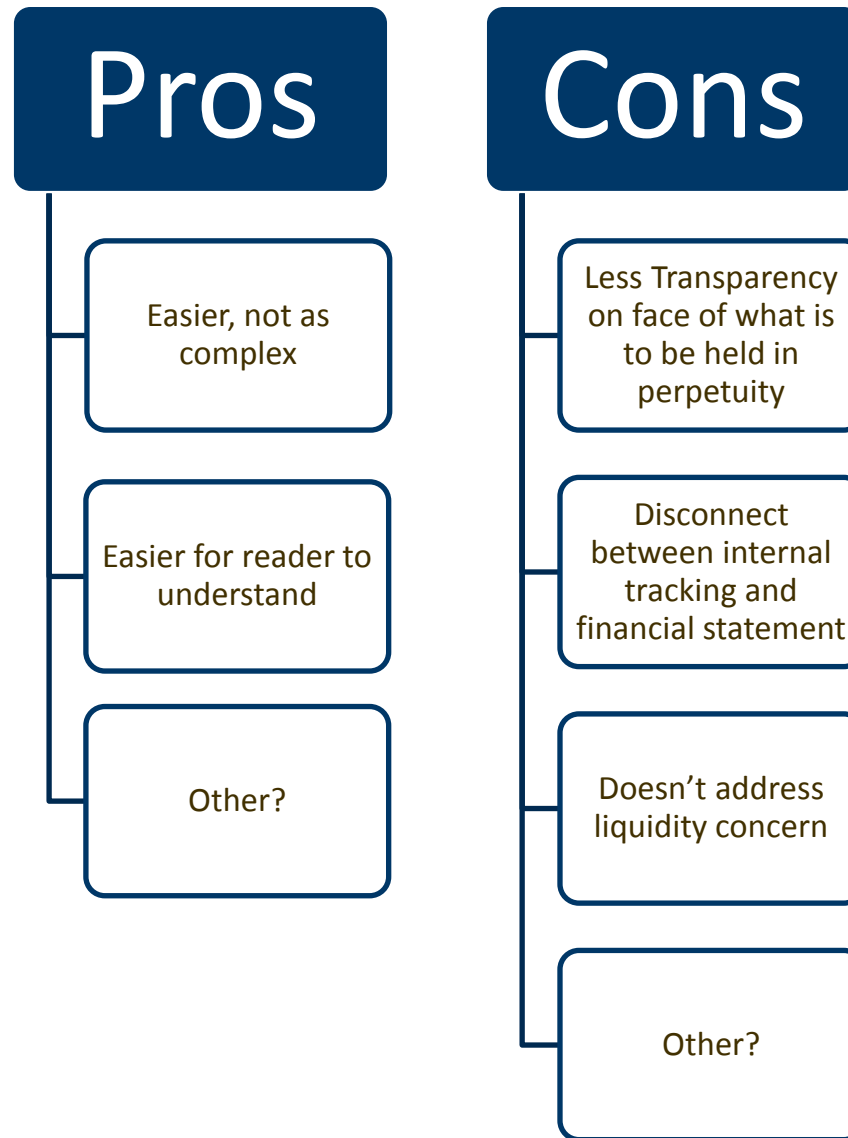 Pros
Easier, not as
complex
Easier for reader to
understand
Other?
Cons
Less Transparency
on face of what is
to be held in
perpetuity
Disconnect
between internal
tracking and
financial statement
Doesn’t address
liquidity concern
Other?